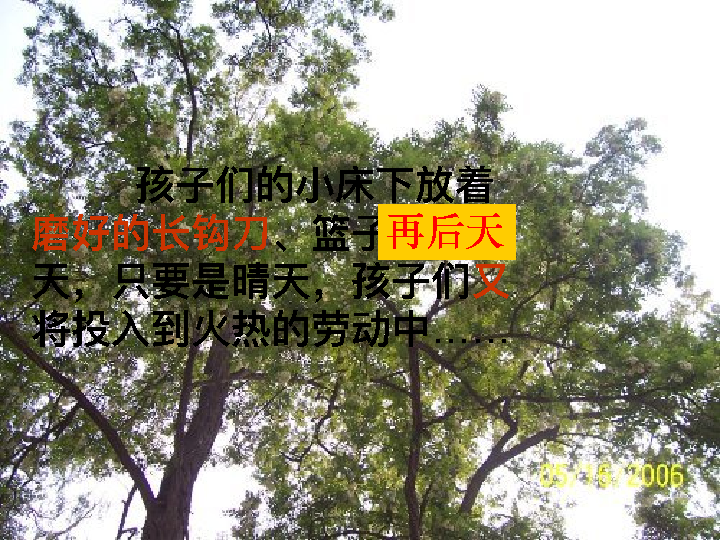 孩子们的小床下放着
磨好的长钩刀、篮子再后天
天，只要是晴天，孩子们又
将投入到火热的劳动中……
05/16/2006